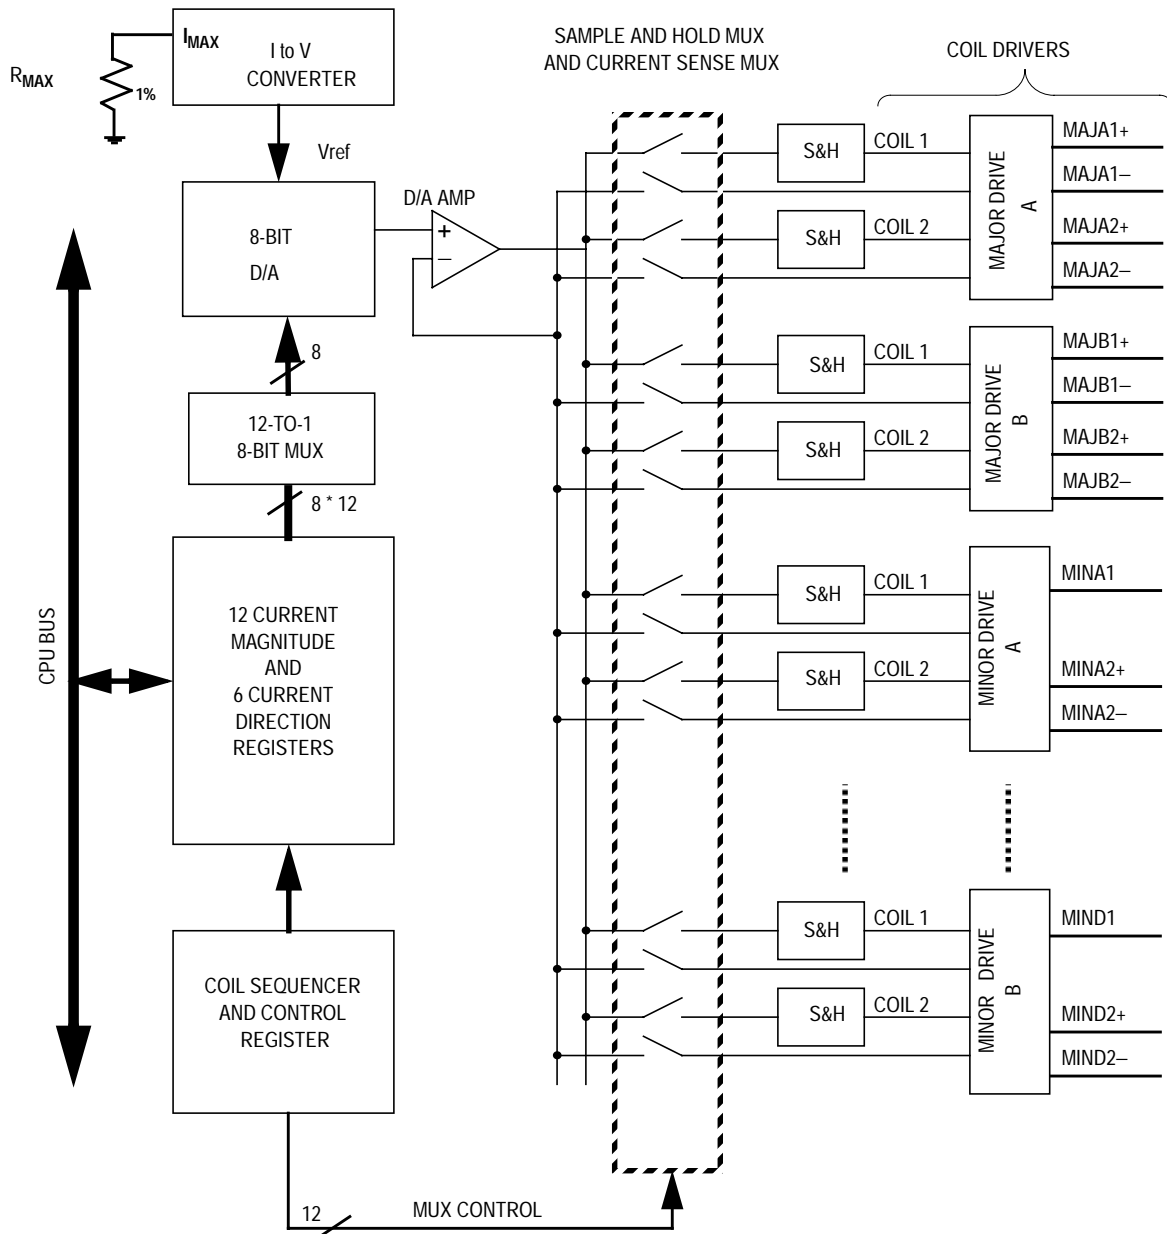 RMAX
IMAX
1%
I to V
CONVERTER
Vref
8-BIT
D/A
8
12-TO-1
8-BIT MUX
8 * 12
CPU BUS
12 CURRENT
MAGNITUDE
AND
6 CURRENT
DIRECTION
REGISTERS
COIL SEQUENCER
AND CONTROL
REGISTER
12
MUX CONTROL
D/A AMP
+
–
SAMPLE AND HOLD MUX
AND CURRENT SENSE MUX
COIL DRIVERS
S&H
COIL 1
S&H
COIL 2
MAJOR DRIVE
A
MAJA1+
MAJA1–
MAJA2+
MAJA2–
S&H
COIL 1
S&H
COIL 2
MAJOR DRIVE
B
MAJB1+
MAJB1–
MAJB2+
MAJB2–
S&H
COIL 1
S&H
COIL 2
MINOR DRIVE
A
MINA1
MINA2+
MINA2–
S&H
COIL 1
S&H
COIL 2
MINOR DRIVE
B
MIND1
MIND2+
MIND2–